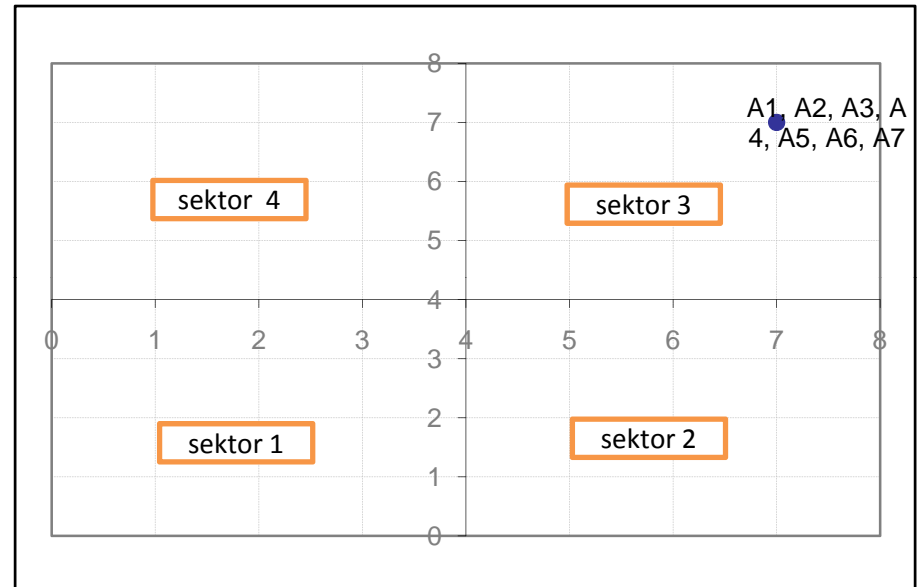 8
A1, A2, A3, A
7
4, A5, A6, A7
6
sektor 4
sektor 3
5
4
0 1 2 3 4 5 6 7 8
3
2
sektor 1
sektor 2
1
0